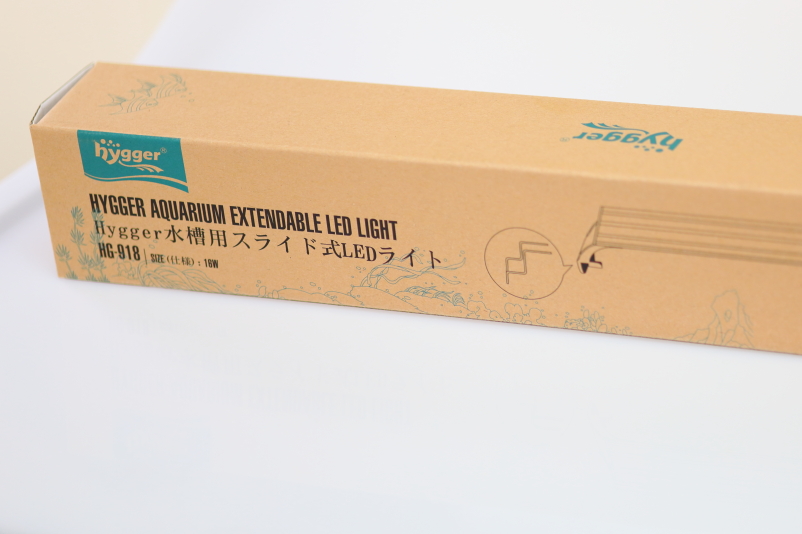 hygger®
hygger
HYGGER AQUARIUM EXTENDABLE LED LIGHT
Hygger水槽用スライド式LEDライト
HG-918 | SIZE (仕様) : 16W